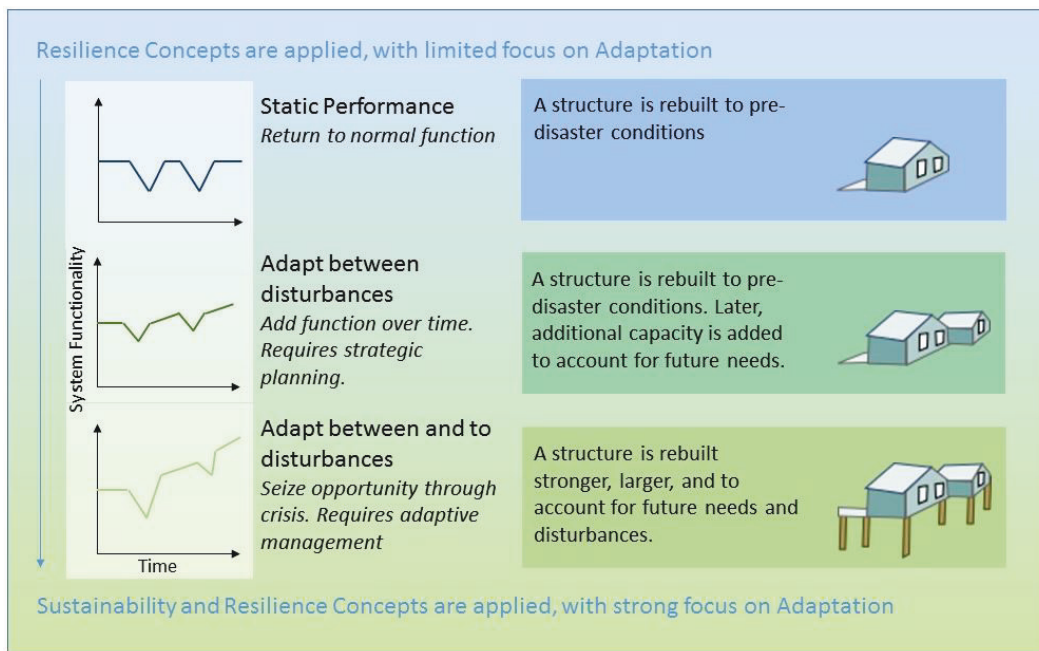 Resilience Concepts are applied, with limited focus on Adaptation
Static Performance
Return to normal function
A structure is rebuilt to pre-
disaster conditions
System Functionality
Adapt between
disturbances
Add function over time.
Requires strategic
planning.
A structure is rebuilt to pre-
disaster conditions. Later,
additional capacity is added
to account for future needs.
Adapt between and to
disturbances
Seize opportunity through
crisis. Requires adaptive
management
A structure is rebuilt
stronger, larger, and to
account for future needs and
disturbances.
Time
Sustainability and Resilience Concepts are applied, with strong focus on Adaptation